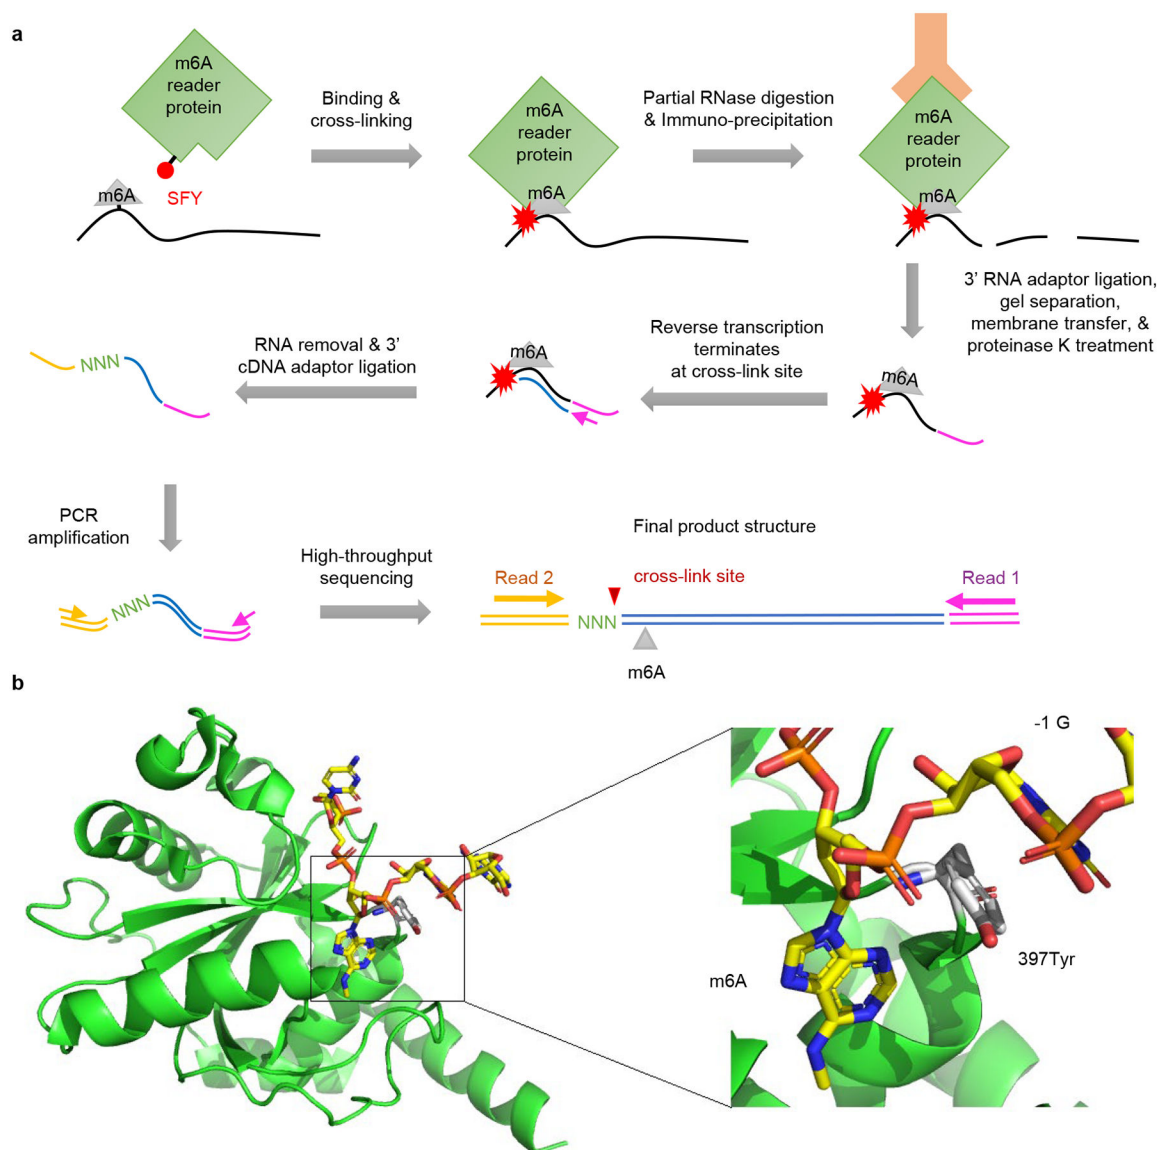 a
m6A
reader
protein
SFY
m6A
Binding &
cross-linking
m6A
reader
protein
m6A
Partial RNase digestion
& Immuno-precipitation
m6A
reader
protein
m6A
3’ RNA adaptor ligation,
gel separation,
membrane transfer, &
proteinase K treatment
m6A
Reverse transcription
terminates
at cross-link site
m6A
RNA removal & 3’
cDNA adaptor ligation
NNN
PCR
amplification
NNN
High-throughput
sequencing
Final product structure
Read 2
cross-link site
Read 1
NNN
m6A
b
-1 G
397Tyr
m6A